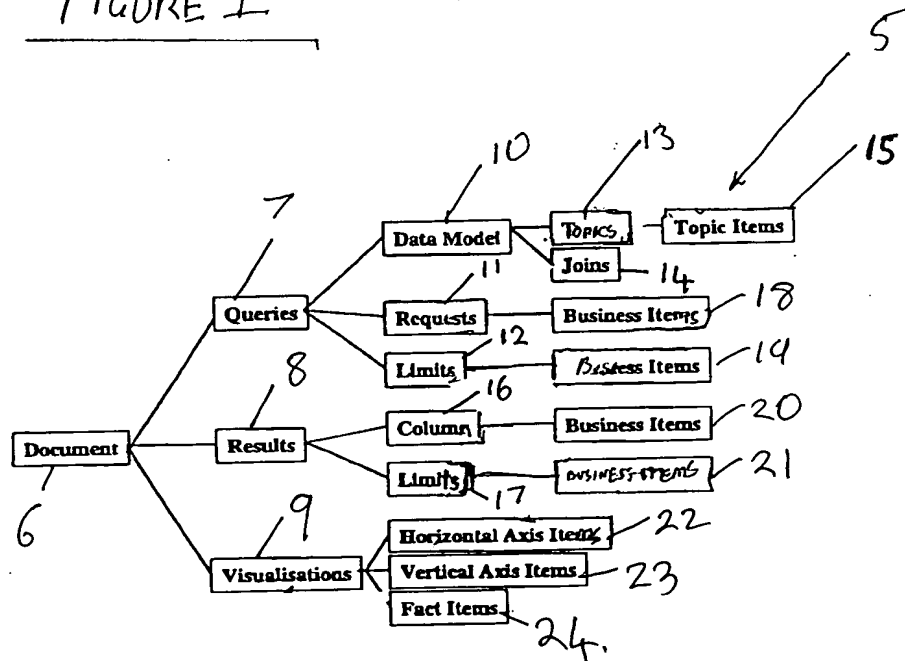 FIGURE I
5
10 13 15
7 Data Model TOPICS Topic Items
11 Joins 14
Queries Requests Business Items 18
12
Limits Business Items 19
8 16
Column Business Items 20
Document Results
Limits BUSINESS ITEMS 21
6 17
9 Horizontal Axis Items 22
Visualisations Vertical Axis Items 23
Fact Items
24.